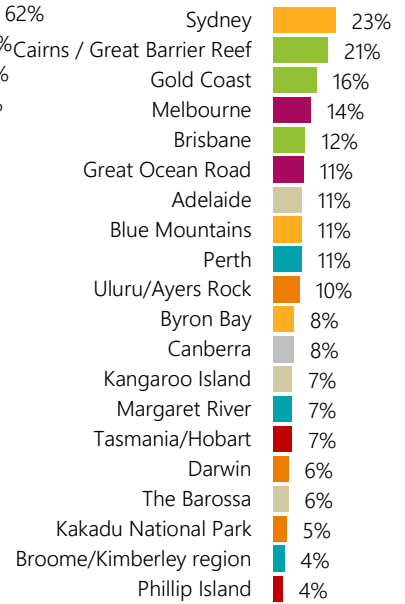 62%
Sydney 23%
% Cairns / Great Barrier Reef 21%
% Gold Coast 16%
% Melbourne 14%
Brisbane 12%
Great Ocean Road 11%
Adelaide 11%
Blue Mountains 11%
Perth 11%
Uluru/Ayers Rock 10%
Byron Bay 8%
Canberra 8%
Kangaroo Island 7%
Margaret River 7%
Tasmania/Hobart 7%
Darwin 6%
The Barossa 6%
Kakadu National Park 5%
Broome/Kimberley region 4%
Phillip Island 4%